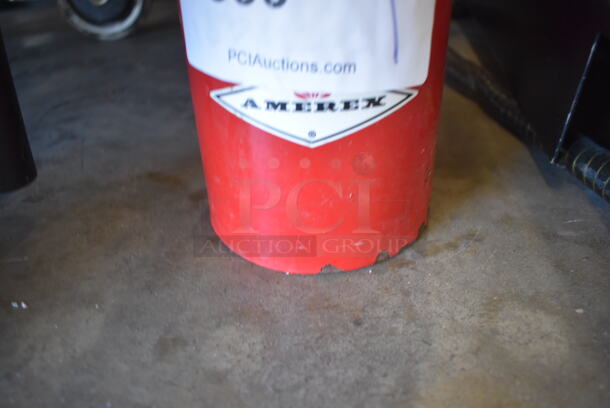 PCIAuctions.com
AMEREX
®
PCI
AUCTION GROUP